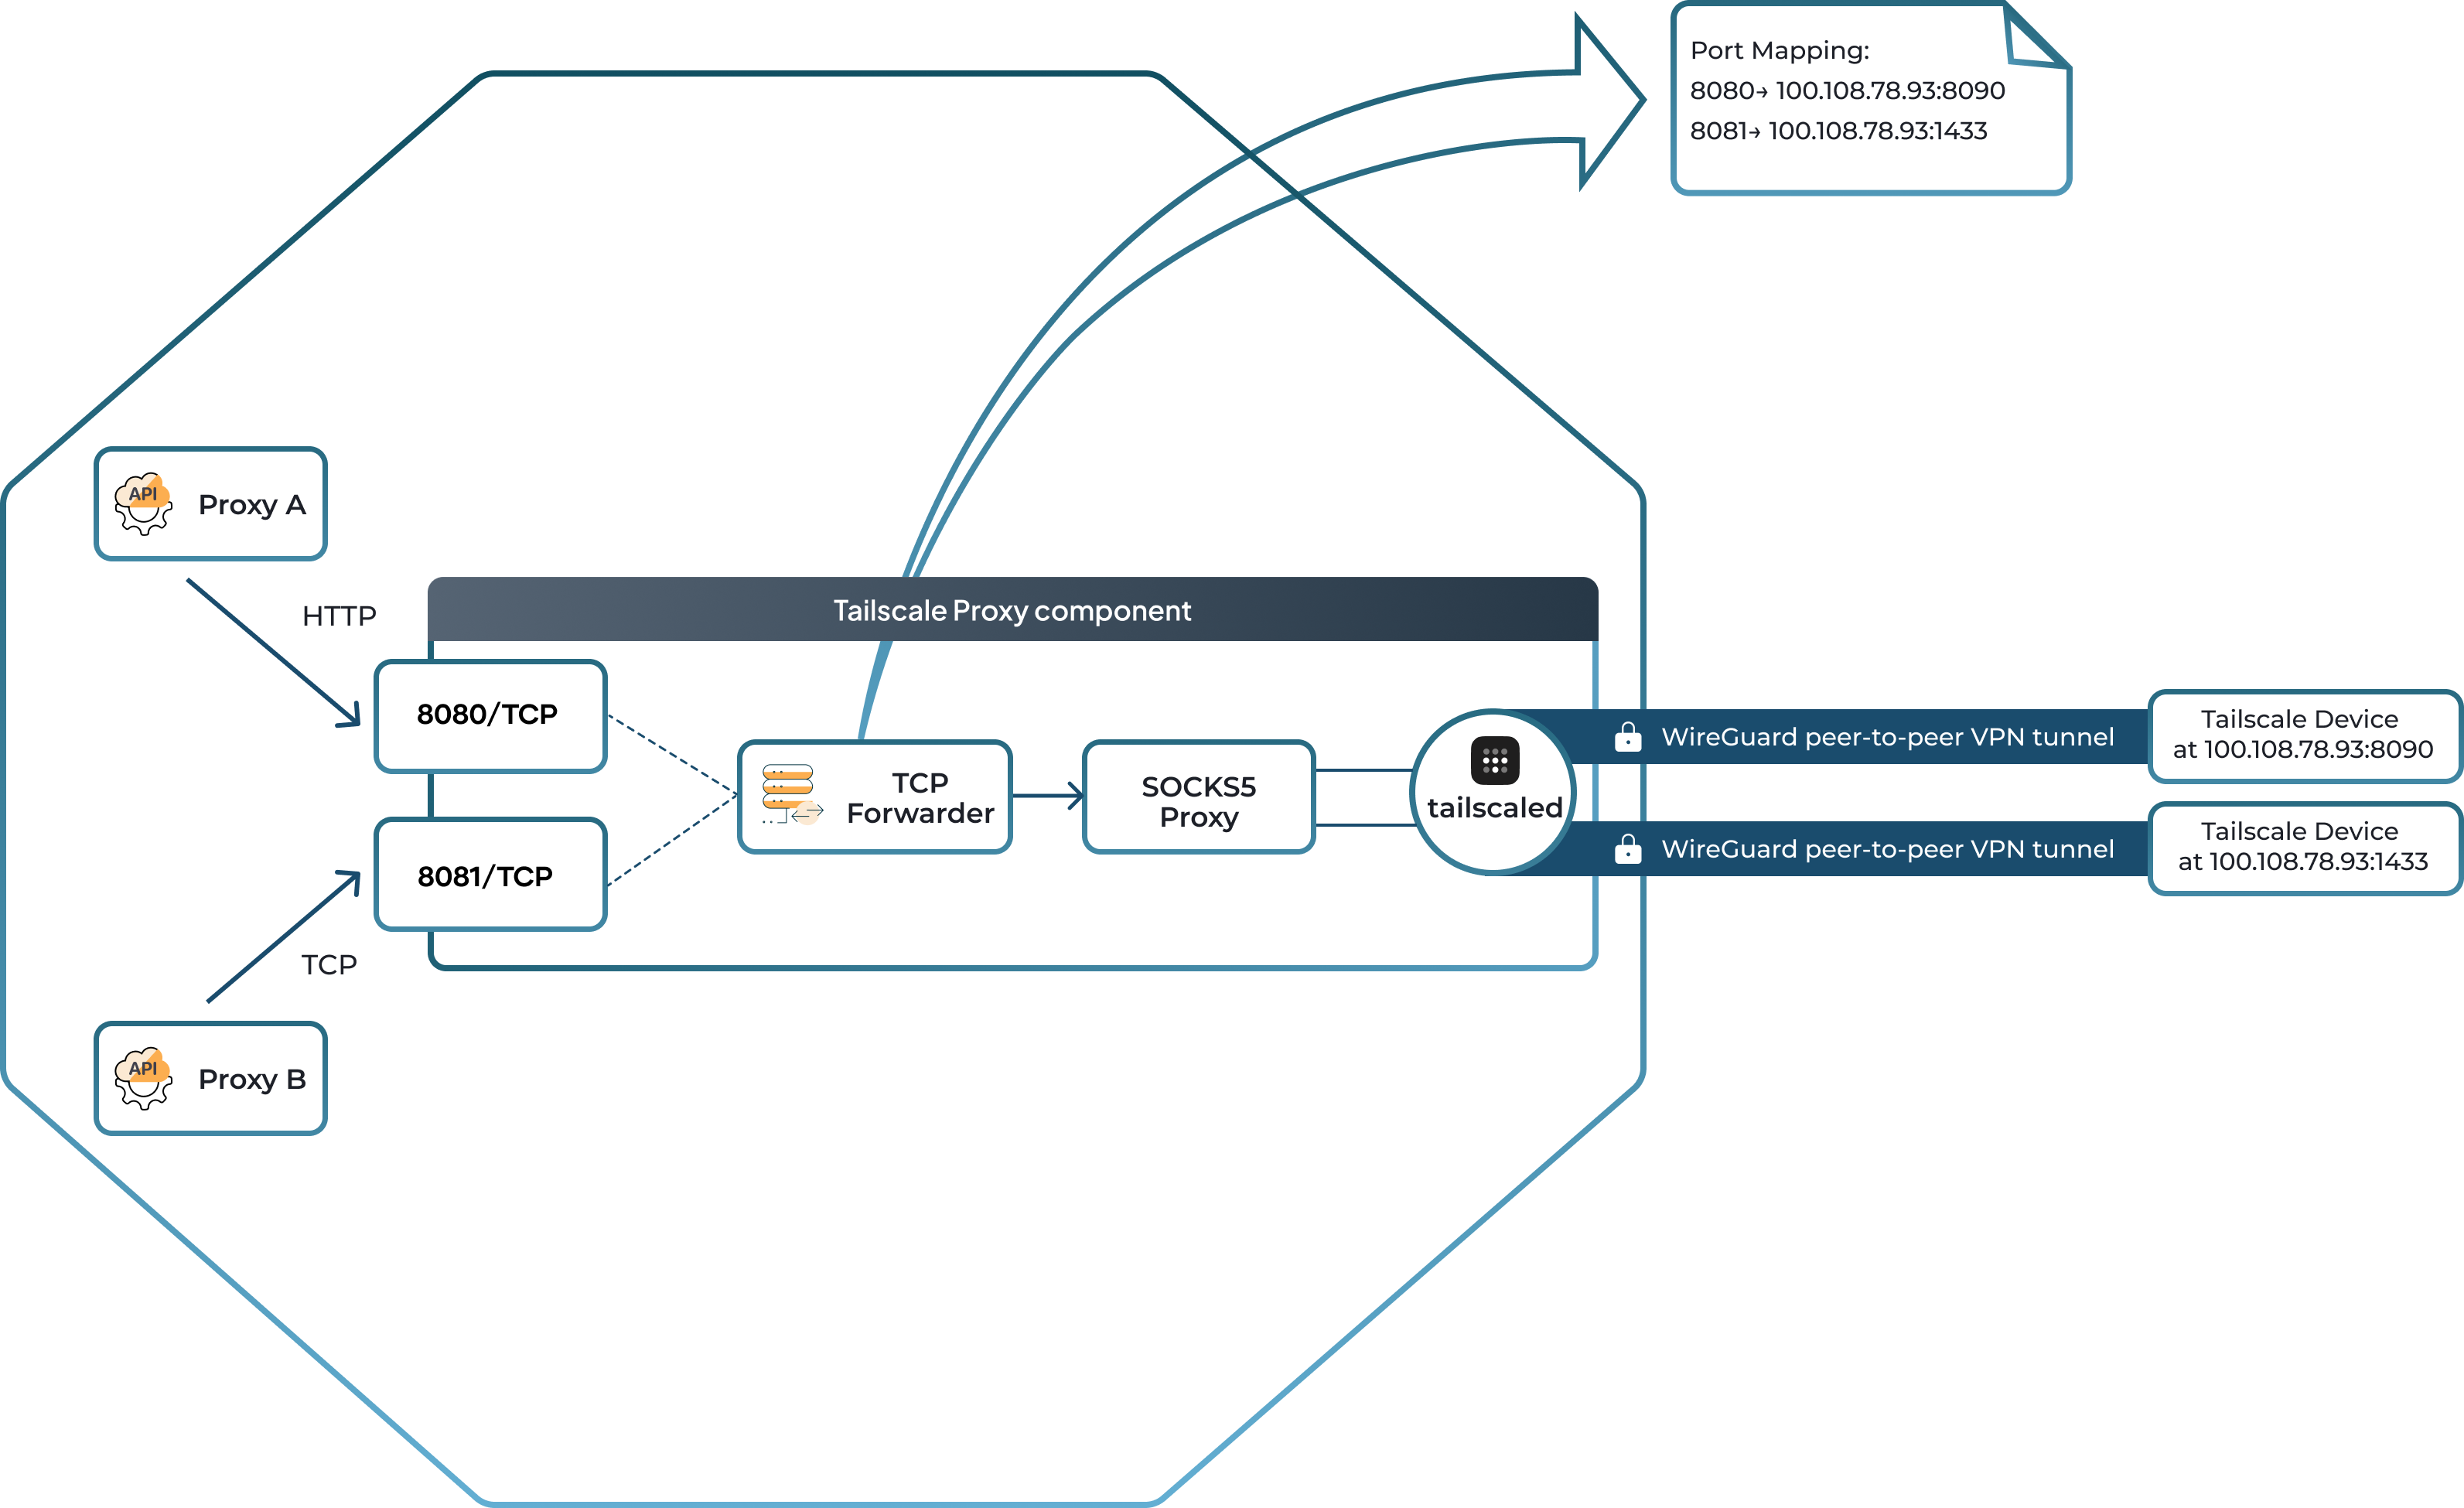 Port Mapping:
8080→ 100.108.78.93:8090
8081→ 100.108.78.93:1433
API
Proxy A
HTTP
Tailscale Proxy component
8080/TCP
8081/TCP
TCP
Forwarder
SOCKS5
Proxy
tailscaled
WireGuard peer-to-peer VPN tunnel
Tailscale Device
at 100.108.78.93:8090
WireGuard peer-to-peer VPN tunnel
Tailscale Device
at 100.108.78.93:1433
TCP
API
Proxy B